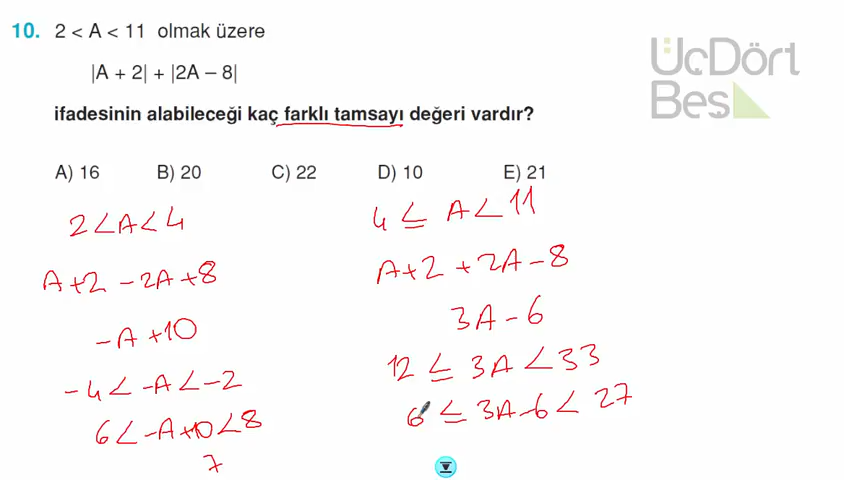 10. 2 < A < 11 olmak üzere
|A + 2| + |2A – 8|
ifadesinin alabileceği kaç farklı tamsayı değeri vardır?
A) 16 B) 20 C) 22 D) 10 E) 21
ÜçDört
Beş
2 < A < 4
A+2 – 2A + 8
–A + 10
–4 < –A < –2
6 < –A+10 < 8
7
4 ≤ A < 11
A+2 + 2A – 8
3A – 6
12 ≤ 3A < 33
6 ≤ 3A–6 < 27